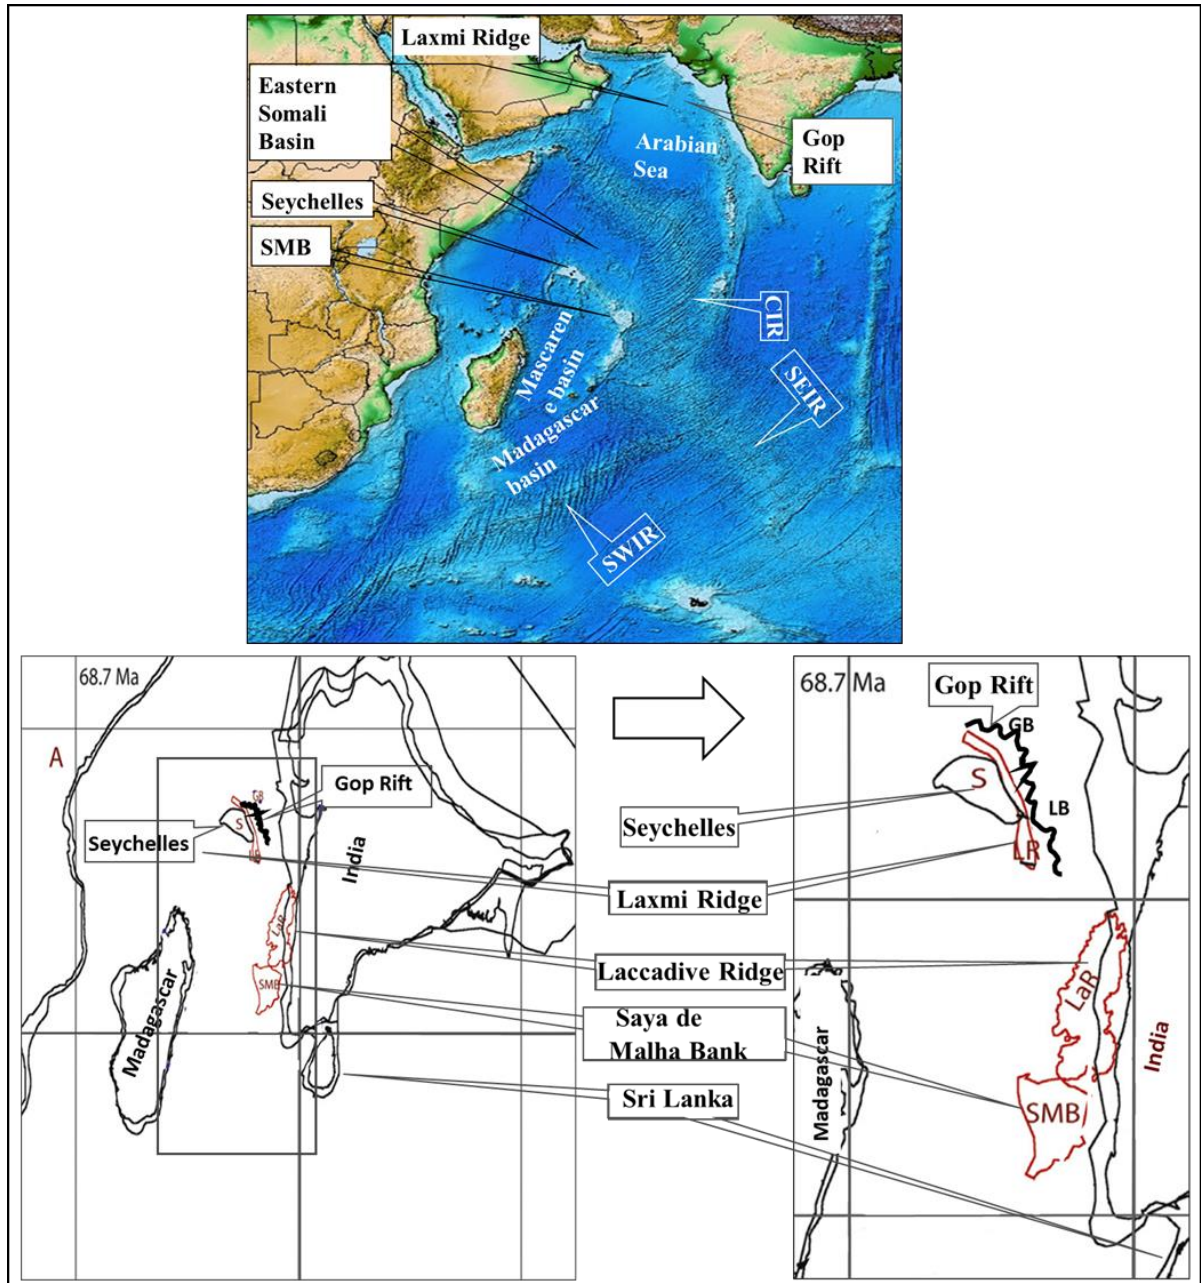 Laxmi Ridge
Eastern
Somali
Basin
Arabian
Sea
Gop
Rift
Seychelles
SMB
CIR
Mascaren
e basin
SEIR
Madagascar
basin
SWIR
68.7 Ma
A
GB
Gop Rift
S
Seychelles
LR
India
LaR
SMB
Madagascar
68.7 Ma
Gop Rift
GB
S
LB
Seychelles
LR
Laxmi Ridge
Laccadive Ridge
LaR
Saya de
Malha Bank
India
Madagascar
SMB
Sri Lanka